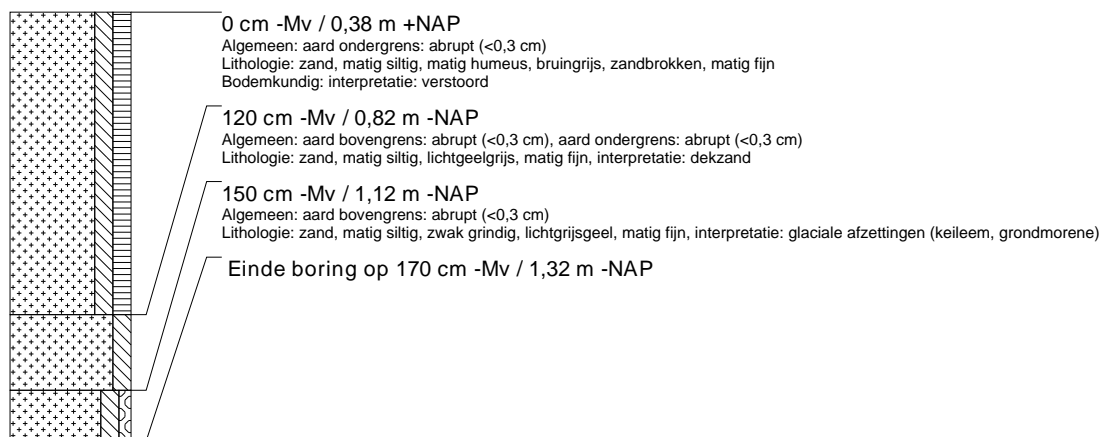 0 cm -Mv / 0,38 m +NAP
Algemeen: aard ondergrens: abrupt (<0,3 cm)
Lithologie: zand, matig siltig, matig humeus, bruingrijs, zandbrokken, matig fijn
Bodemkundig: interpretatie: verstoord
120 cm -Mv / 0,82 m -NAP
Algemeen: aard bovengrens: abrupt (<0,3 cm), aard ondergrens: abrupt (<0,3 cm)
Lithologie: zand, matig siltig, lichtgeelgrijs, matig fijn, interpretatie: dekzand
150 cm -Mv / 1,12 m -NAP
Algemeen: aard bovengrens: abrupt (<0,3 cm)
Lithologie: zand, matig siltig, zwak grindig, lichtgrijsgeel, matig fijn, interpretatie: glaciale afzettingen (keileem, grondmorene)
Einde boring op 170 cm -Mv / 1,32 m -NAP